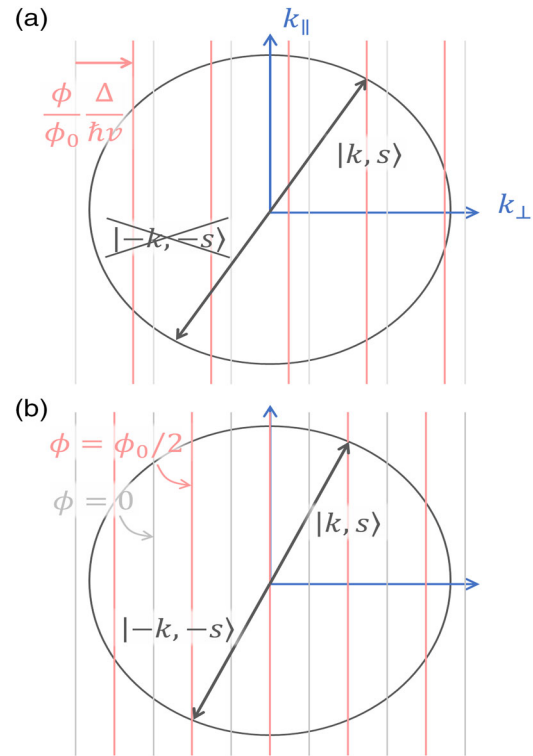 (a)
k∥
ϕ/ϕ₀ Δ/ℏv
|k, s⟩
k⊥
|−k, −s⟩
(b)
ϕ = ϕ₀/2
ϕ = 0
|k, s⟩
|−k, −s⟩